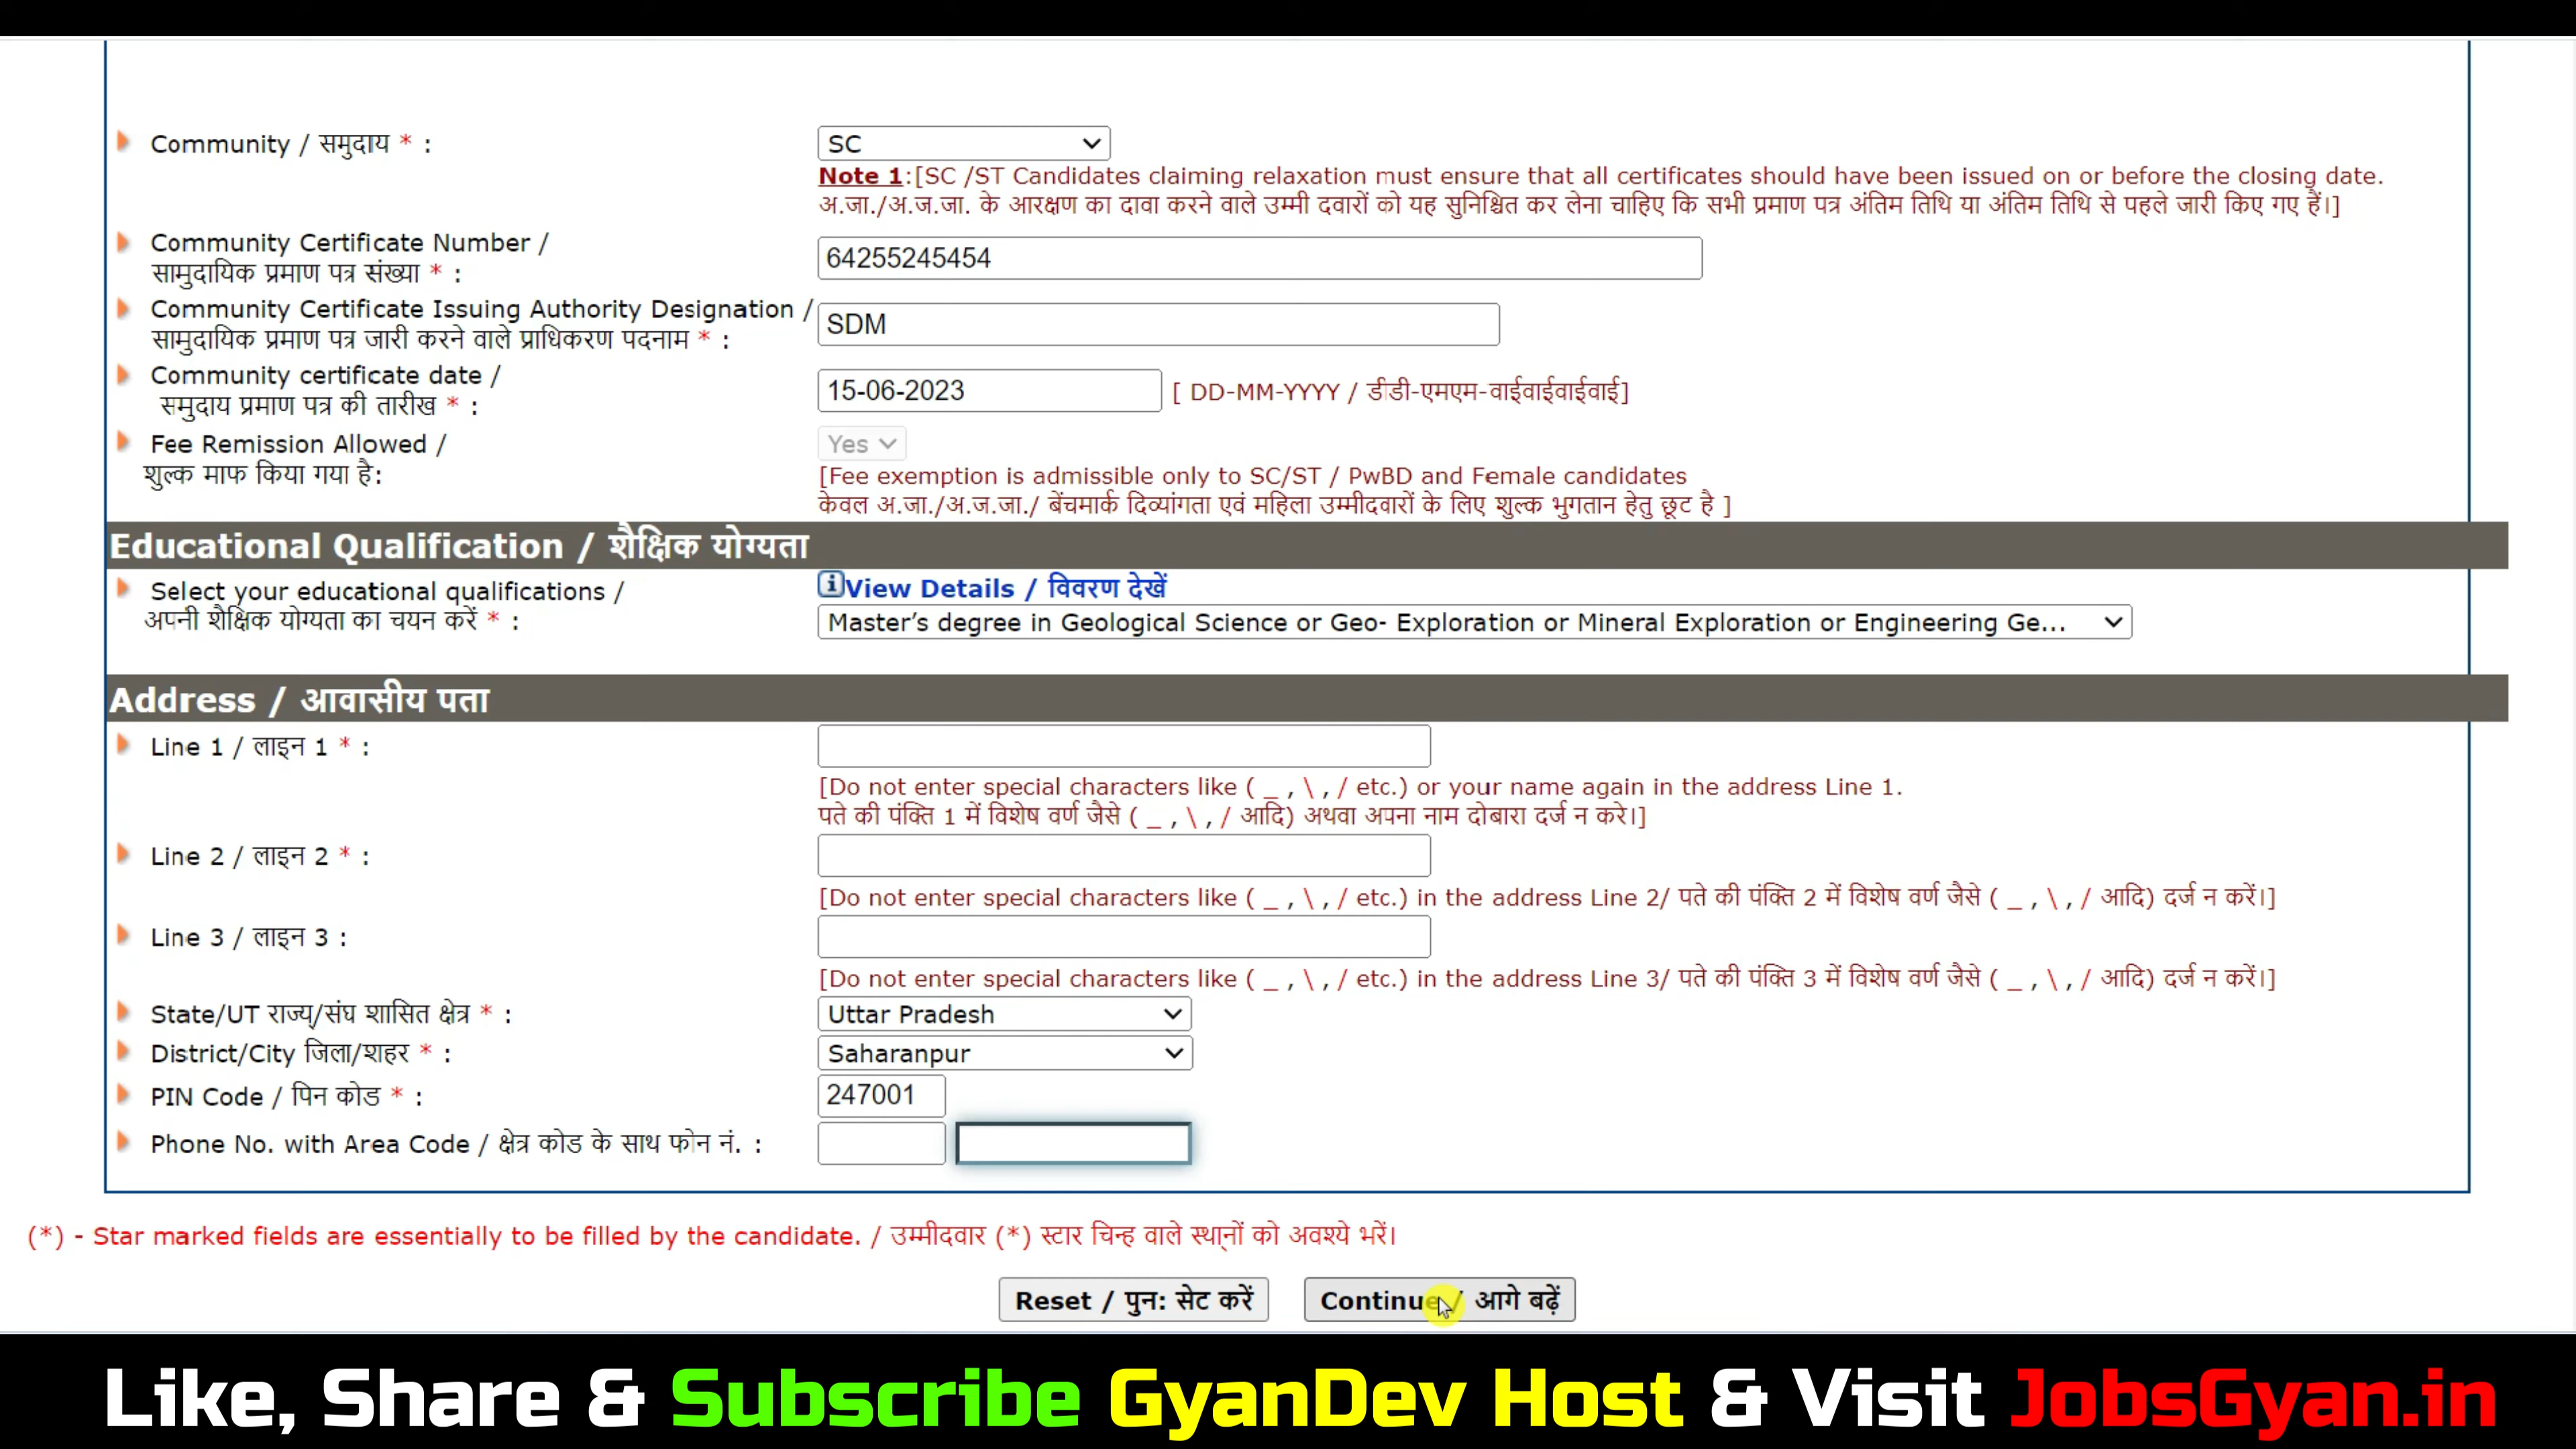 Community / समुदाय * :
SC
Note 1:[SC /ST Candidates claiming relaxation must ensure that all certificates should have been issued on or before the closing date.
अ.जा./अ.ज.जा. के आरक्षण का दावा करने वाले उम्मी दवारों को यह सुनिश्चित कर लेना चाहिए कि सभी प्रमाण पत्र अंतिम तिथि या अंतिम तिथि से पहले जारी किए गए हैं।]
Community Certificate Number /
सामुदायिक प्रमाण पत्र संख्या * :
64255245454
Community Certificate Issuing Authority Designation /
सामुदायिक प्रमाण पत्र जारी करने वाले प्राधिकरण पदनाम * :
SDM
Community certificate date /
समुदाय प्रमाण पत्र की तारीख * :
15-06-2023 [ DD-MM-YYYY / डीडी-एमएम-वाईवाईवाईवाई]
Fee Remission Allowed /
शुल्क माफ किया गया है:
Yes
[Fee exemption is admissible only to SC/ST / PwBD and Female candidates
केवल अ.जा./अ.ज.जा./ बेंचमार्क दिव्यांगता एवं महिला उम्मीदवारों के लिए शुल्क भुगतान हेतु छूट है ]
Educational Qualification / शैक्षिक योग्यता
Select your educational qualifications /
अपनी शैक्षिक योग्यता का चयन करें * :
View Details / विवरण देखें
Master’s degree in Geological Science or Geo- Exploration or Mineral Exploration or Engineering Ge...
Address / आवासीय पता
Line 1 / लाइन 1 * :
[Do not enter special characters like ( _ , \ , / etc.) or your name again in the address Line 1.
पते की पंक्ति 1 में विशेष वर्ण जैसे ( _ , \ , / आदि) अथवा अपना नाम दोबारा दर्ज न करे।]
Line 2 / लाइन 2 * :
[Do not enter special characters like ( _ , \ , / etc.) in the address Line 2/ पते की पंक्ति 2 में विशेष वर्ण जैसे ( _ , \ , / आदि) दर्ज न करें।]
Line 3 / लाइन 3 :
[Do not enter special characters like ( _ , \ , / etc.) in the address Line 3/ पते की पंक्ति 3 में विशेष वर्ण जैसे ( _ , \ , / आदि) दर्ज न करें।]
State/UT राज्य्/संघ शासित क्षेत्र * :
Uttar Pradesh
District/City जिला/शहर * :
Saharanpur
PIN Code / पिन कोड * :
247001
Phone No. with Area Code / क्षेत्र कोड के साथ फोन नं. :
(*) - Star marked fields are essentially to be filled by the candidate. / उम्मीदवार (*) स्टार चिन्ह वाले स्था्नों को अवश्ये भरें।
Reset / पुन: सेट करें
Continue / आगे बढ़ें
Like, Share & Subscribe GyanDev Host & Visit JobsGyan.in